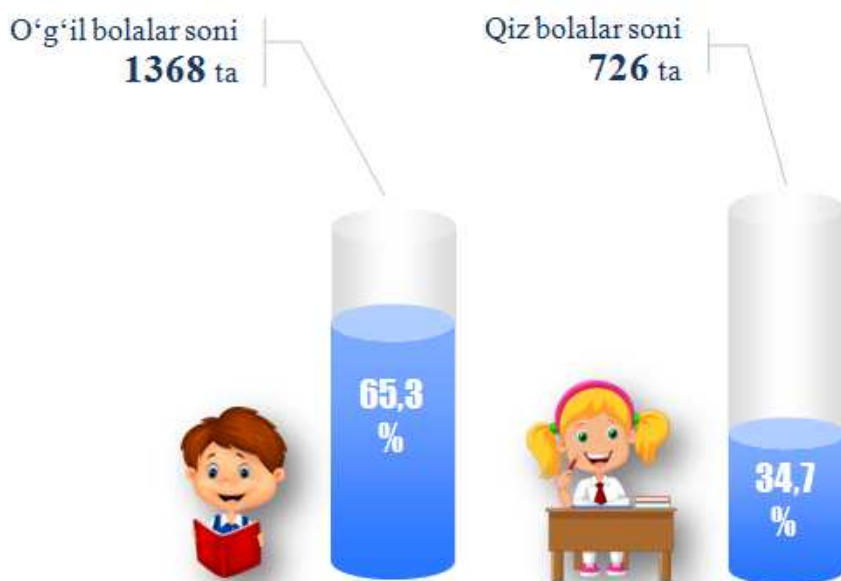 O‘g‘il bolalar soni
1368 ta
Qiz bolalar soni
726 ta
65,3
%
34,7
%